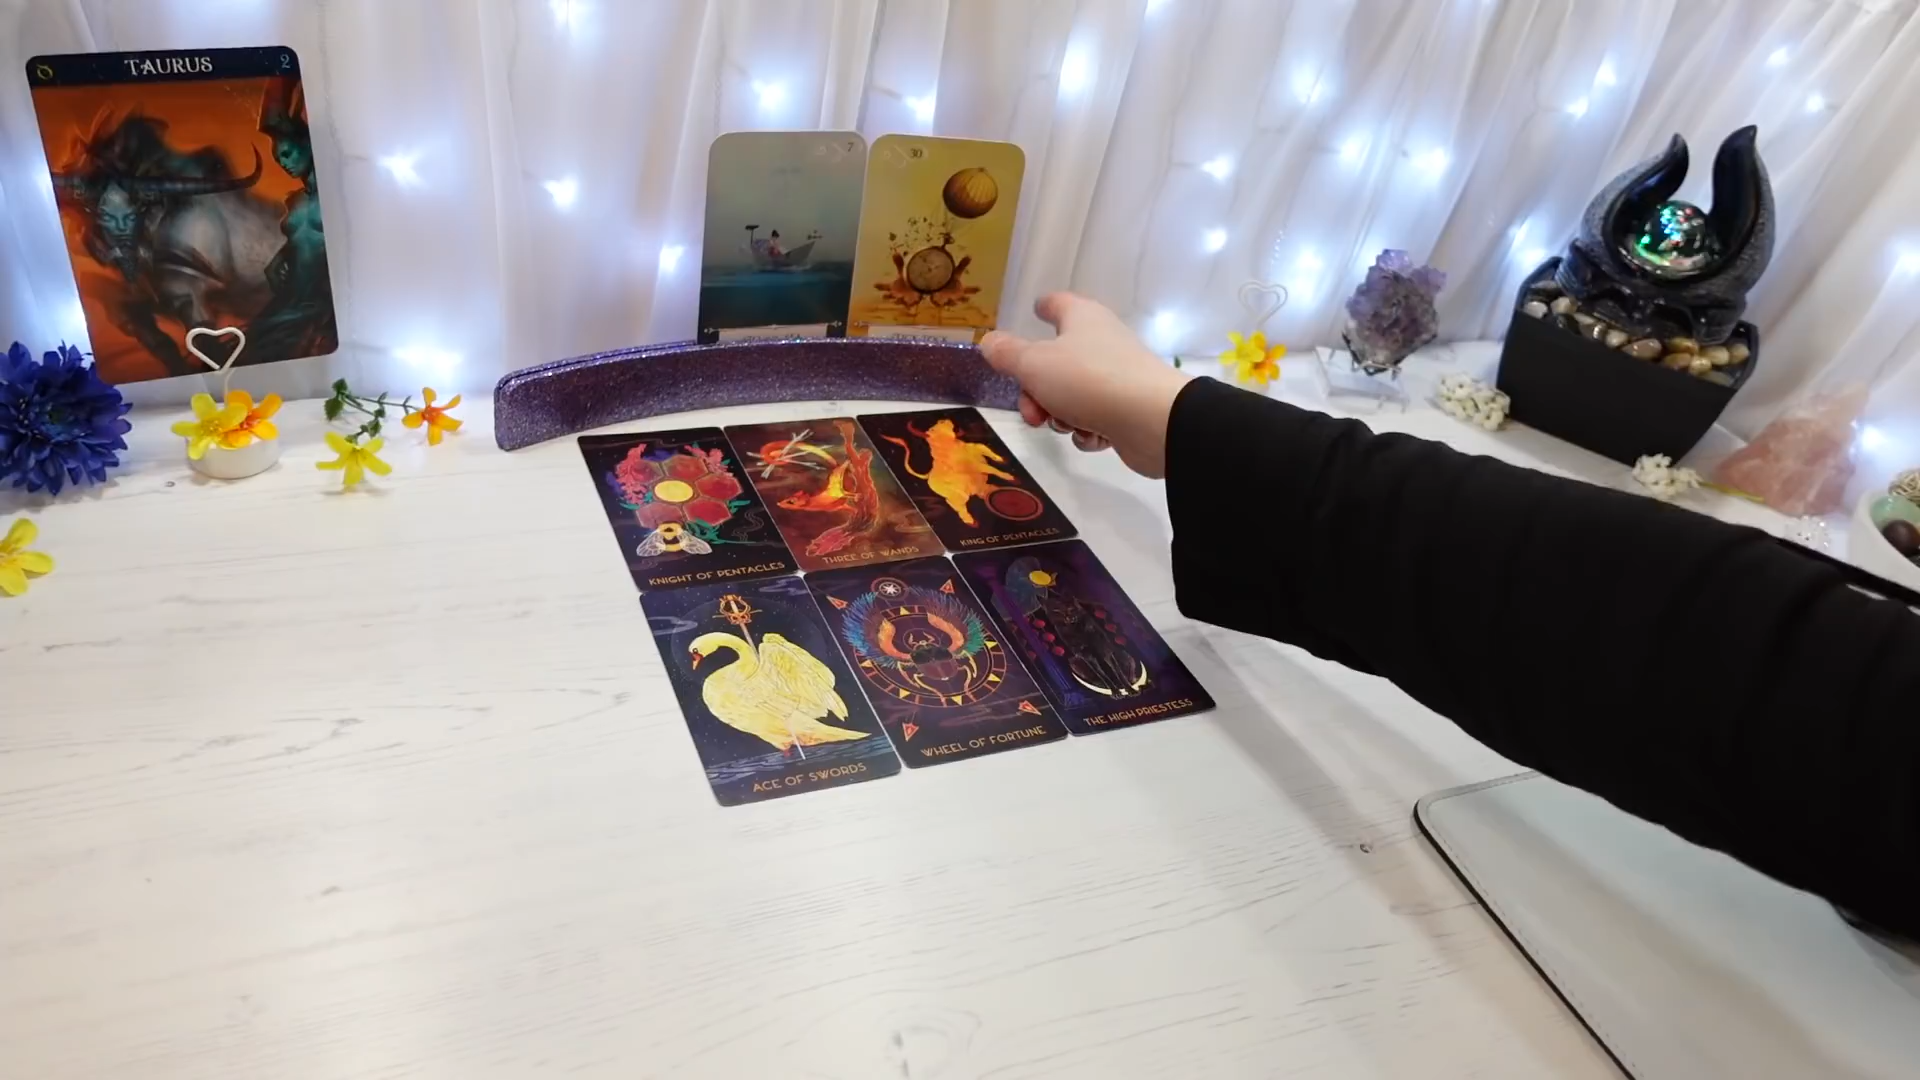 TAURUS 2
7
30
KNIGHT OF PENTACLES
THREE OF WANDS
KING OF PENTACLES
ACE OF SWORDS
WHEEL OF FORTUNE
THE HIGH PRIESTESS